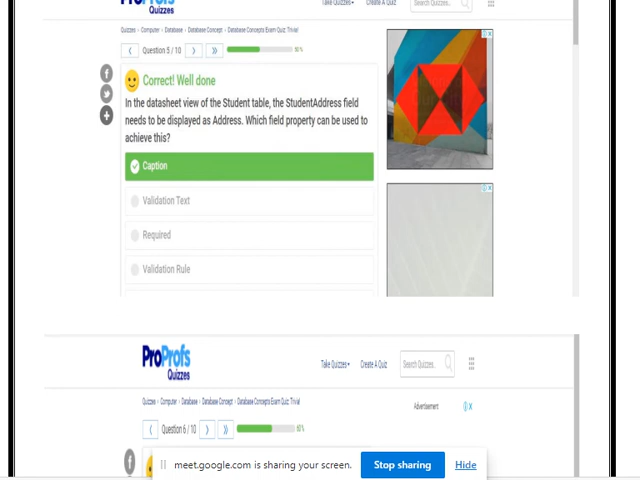 ProProfs
Quizzes
Take Quizzes
Create A Quiz
Search Quizzes..
Quizzes › Computer › Database › Database Concept › Database Concepts Exam Quiz: Trivia!
Question 5 / 10
50 %
Correct! Well done
In the datasheet view of the Student table, the StudentAddress field
needs to be displayed as Address. Which field property can be used to
achieve this?
Caption
Validation Text
Required
Validation Rule
ProProfs
Quizzes
Take Quizzes
Create A Quiz
Search Quizzes..
Quizzes › Computer › Database › Database Concept › Database Concepts Exam Quiz: Trivia!
Advertisement
Question 6 / 10
60 %
meet.google.com is sharing your screen.
Stop sharing
Hide